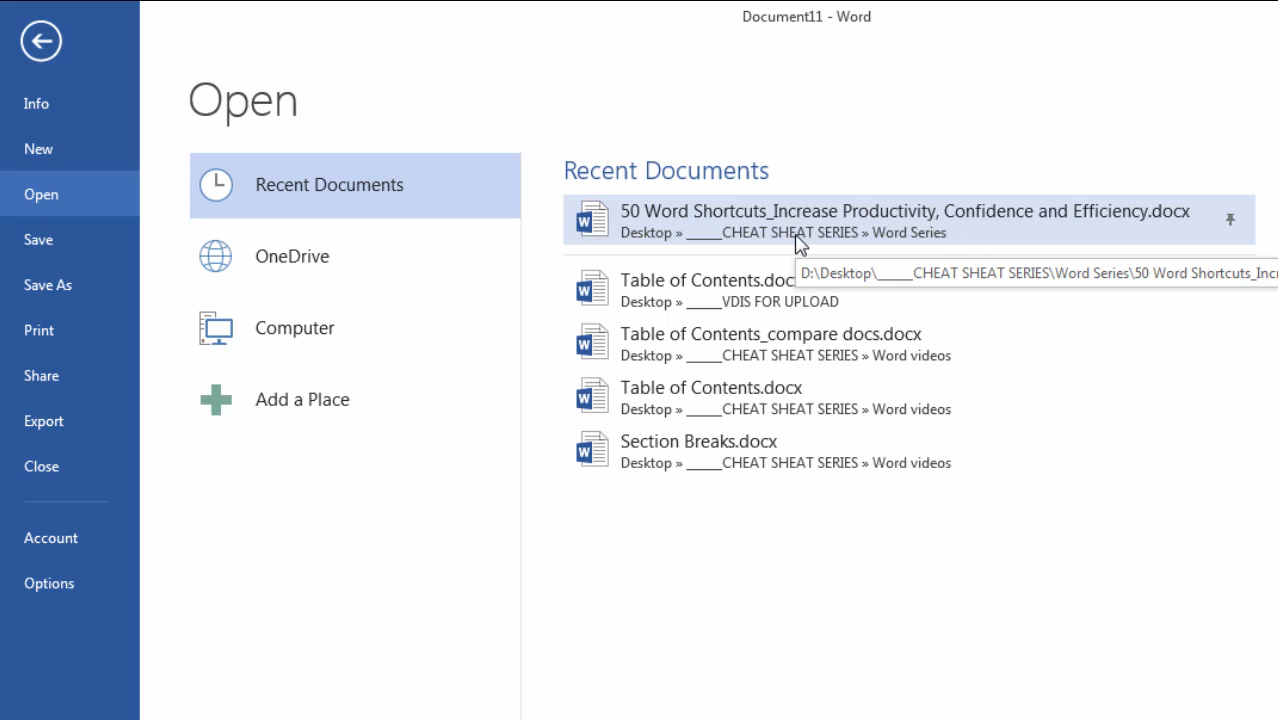 Document11 - Word
Info
New
Open
Save
Save As
Print
Share
Export
Close
Account
Options
Open
Recent Documents
OneDrive
Computer
Add a Place
Recent Documents
50 Word Shortcuts_Increase Productivity, Confidence and Efficiency.docx
Desktop » _____CHEAT SHEAT SERIES » Word Series
D:\Desktop\_____CHEAT SHEAT SERIES\Word Series\50 Word Shortcuts_Inc
Table of Contents.doc
Desktop » _____VDIS FOR UPLOAD
Table of Contents_compare docs.docx
Desktop » _____CHEAT SHEAT SERIES » Word videos
Table of Contents.docx
Desktop » _____CHEAT SHEAT SERIES » Word videos
Section Breaks.docx
Desktop » _____CHEAT SHEAT SERIES » Word videos